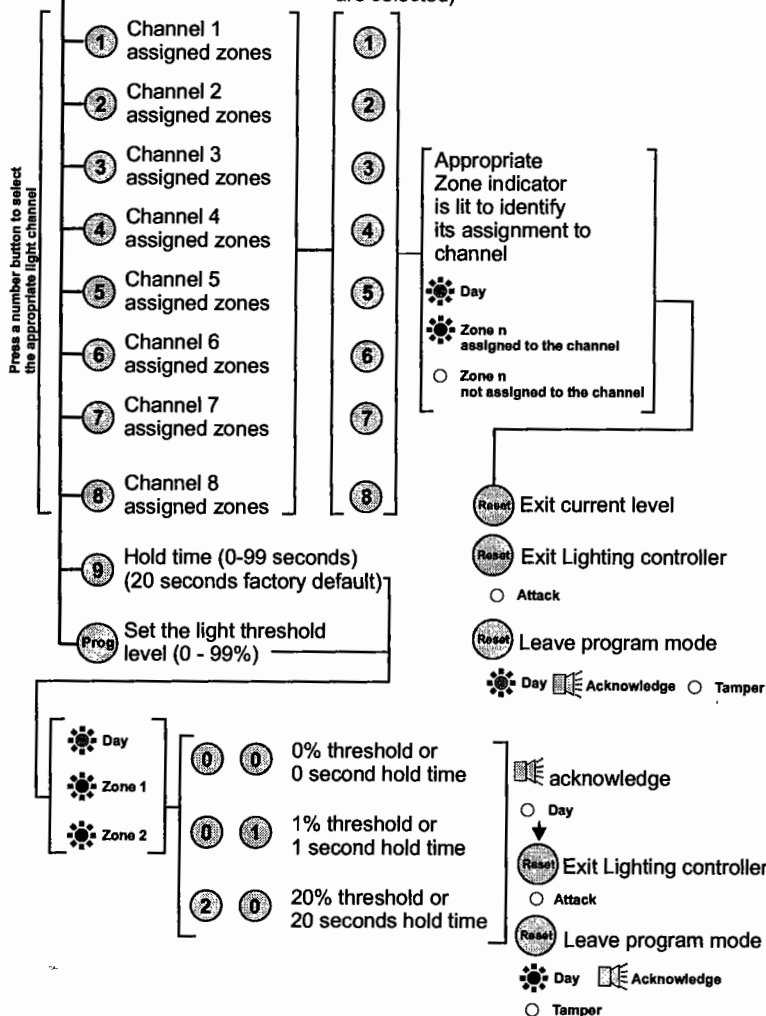 are selected)
Press a number button to select
the appropriate light channel
1 Channel 1
assigned zones
2 Channel 2
assigned zones
3 Channel 3
assigned zones
4 Channel 4
assigned zones
5 Channel 5
assigned zones
6 Channel 6
assigned zones
7 Channel 7
assigned zones
8 Channel 8
assigned zones
9 Hold time (0-99 seconds)
(20 seconds factory default)
Prog Set the light threshold
level (0 - 99%)
1
2
3
4
5
6
7
8
Appropriate
Zone indicator
is lit to identify
its assignment to
channel
Day
Zone n
assigned to the channel
Zone n
not assigned to the channel
Reset Exit current level
Reset Exit Lighting controller
Attack
Reset Leave program mode
Day Acknowledge Tamper
Day
Zone 1
Zone 2
0 0 0% threshold or
0 second hold time
0 1 1% threshold or
1 second hold time
2 0 20% threshold or
20 seconds hold time
acknowledge
Day
Reset Exit Lighting controller
Attack
Reset Leave program mode
Day Acknowledge
Tamper